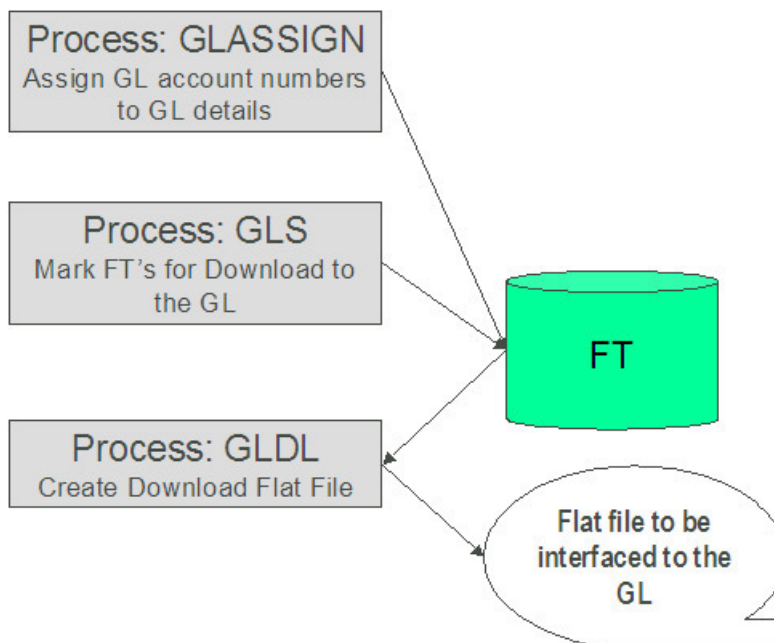 Process: GLASSIGN
Assign GL account numbers
to GL details
Process: GLS
Mark FT's for Download to
the GL
FT
Process: GLDL
Create Download Flat File
Flat file to be
interfaced to the
GL